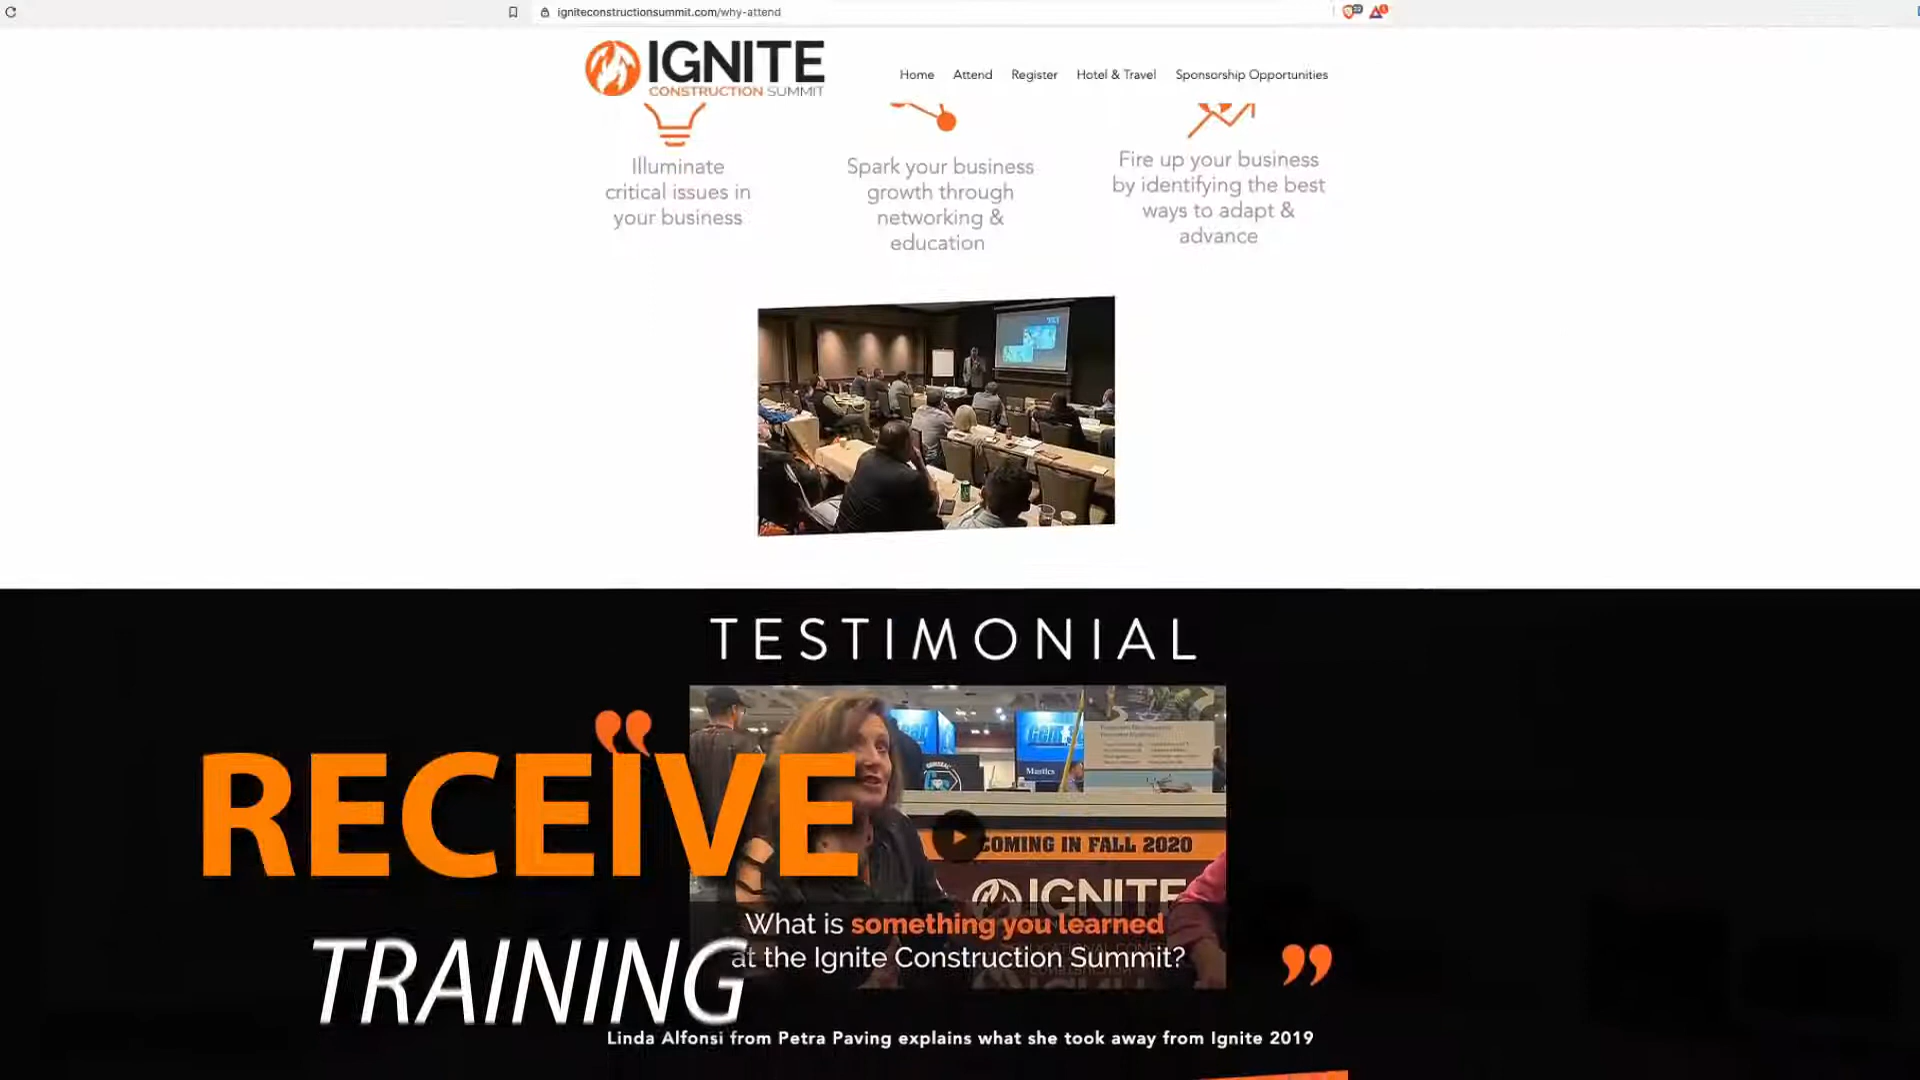 igniteconstructionsummit.com/why-attend
IGNITE
CONSTRUCTION SUMMIT
Home Attend Register Hotel & Travel Sponsorship Opportunities
Illuminate
critical issues in
your business
Spark your business
growth through
networking &
education
Fire up your business
by identifying the best
ways to adapt &
advance
TESTIMONIAL
“
RECEIVE
TRAINING
Mastics
COMING IN FALL 2020
IGNITE
What is something you learned
at the Ignite Construction Summit?
”
Linda Alfonsi from Petra Paving explains what she took away from Ignite 2019